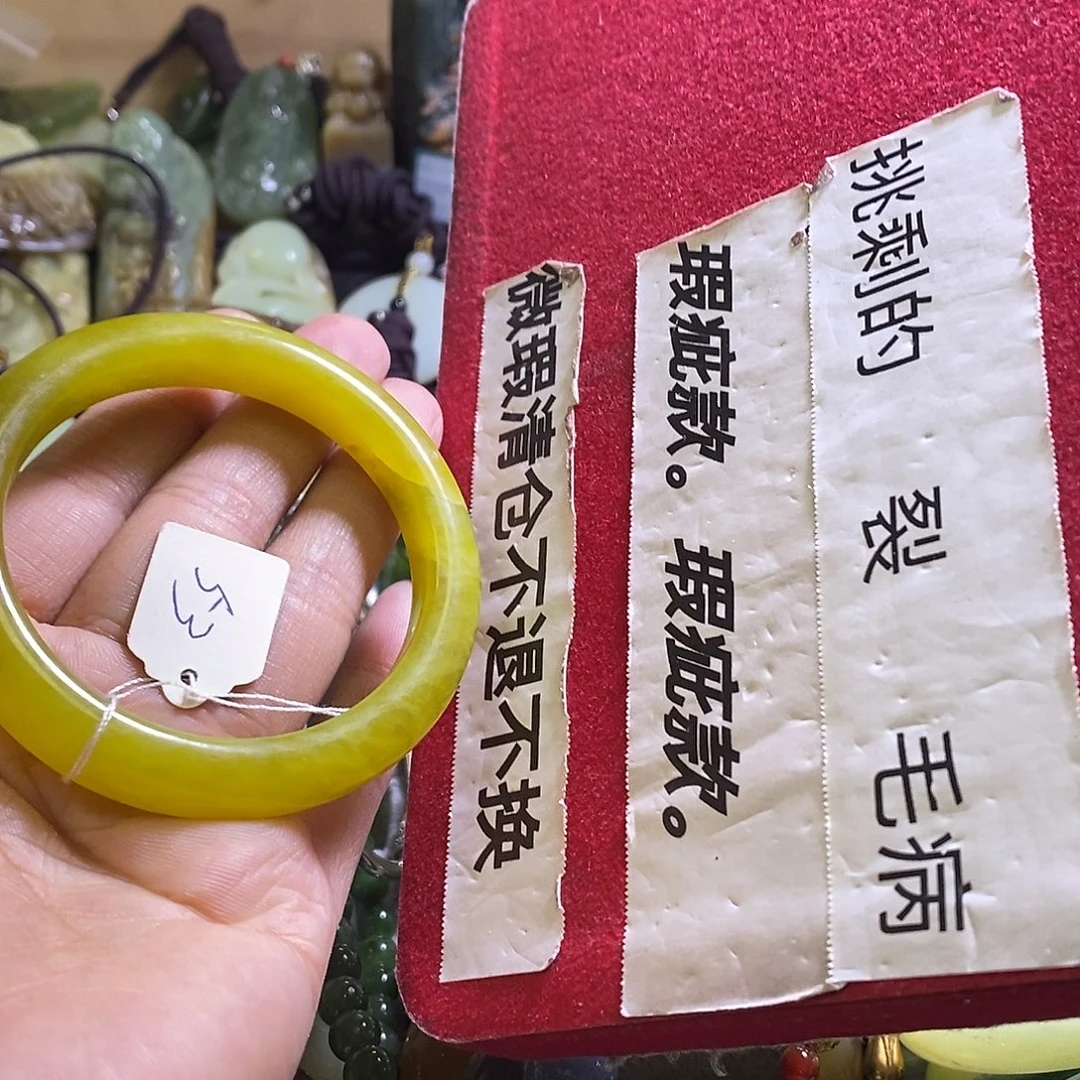 挑剩的 裂 毛病
瑕疵款。 瑕疵款。
微瑕清仓不退不换
53